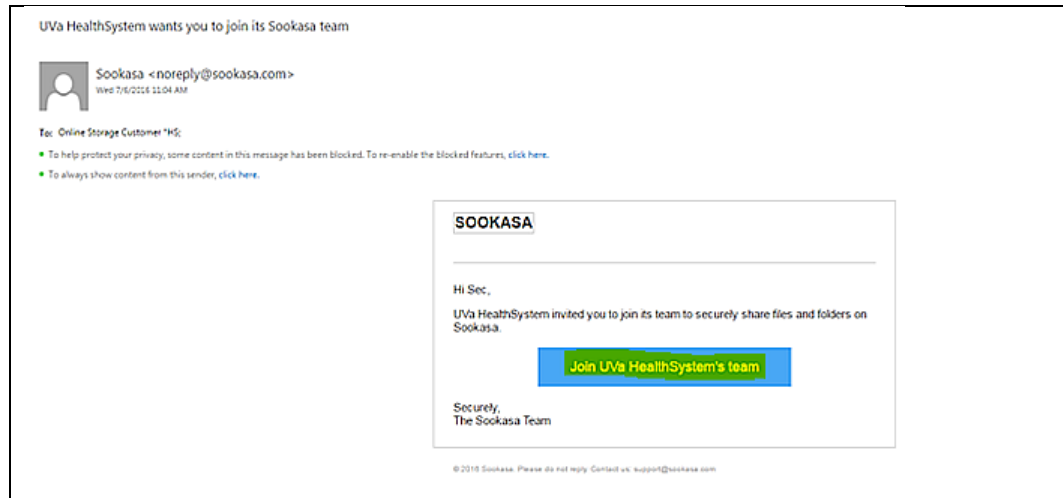 UVa HealthSystem wants you to join its Sookasa team
Sookasa <noreply@sookasa.com>
Wed 7/6/2016 11:04 AM
To: Online Storage Customer *HS;
To help protect your privacy, some content in this message has been blocked. To re-enable the blocked features, click here.
To always show content from this sender, click here.
SOOKASA
Hi Sec,
UVa HealthSystem invited you to join its team to securely share files and folders on
Sookasa.
Join UVa HealthSystem's team
Securely,
The Sookasa Team
© 2016 Sookasa. Please do not reply. Contact us: support@sookasa.com